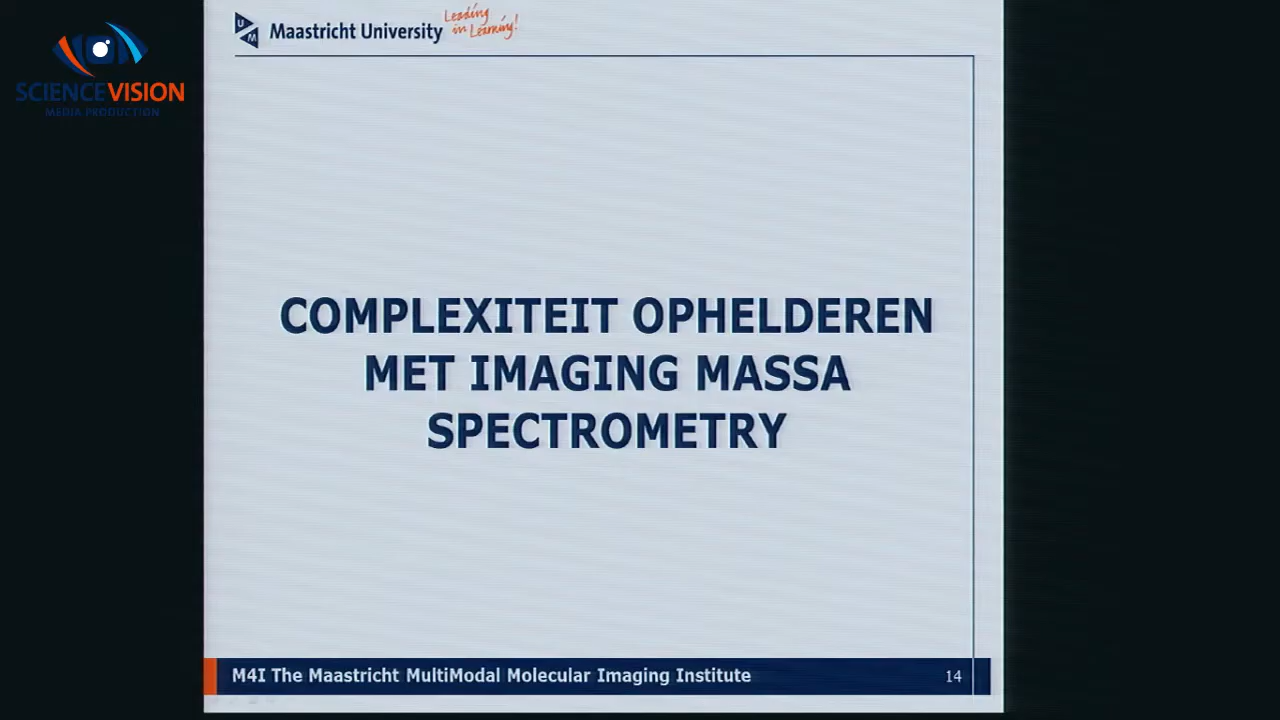 SCIENCEVISION
MEDIA PRODUCTION
UM
Maastricht University
Leading
in Learning!
COMPLEXITEIT OPHELDEREN
MET IMAGING MASSA
SPECTROMETRY
M4I The Maastricht MultiModal Molecular Imaging Institute
14